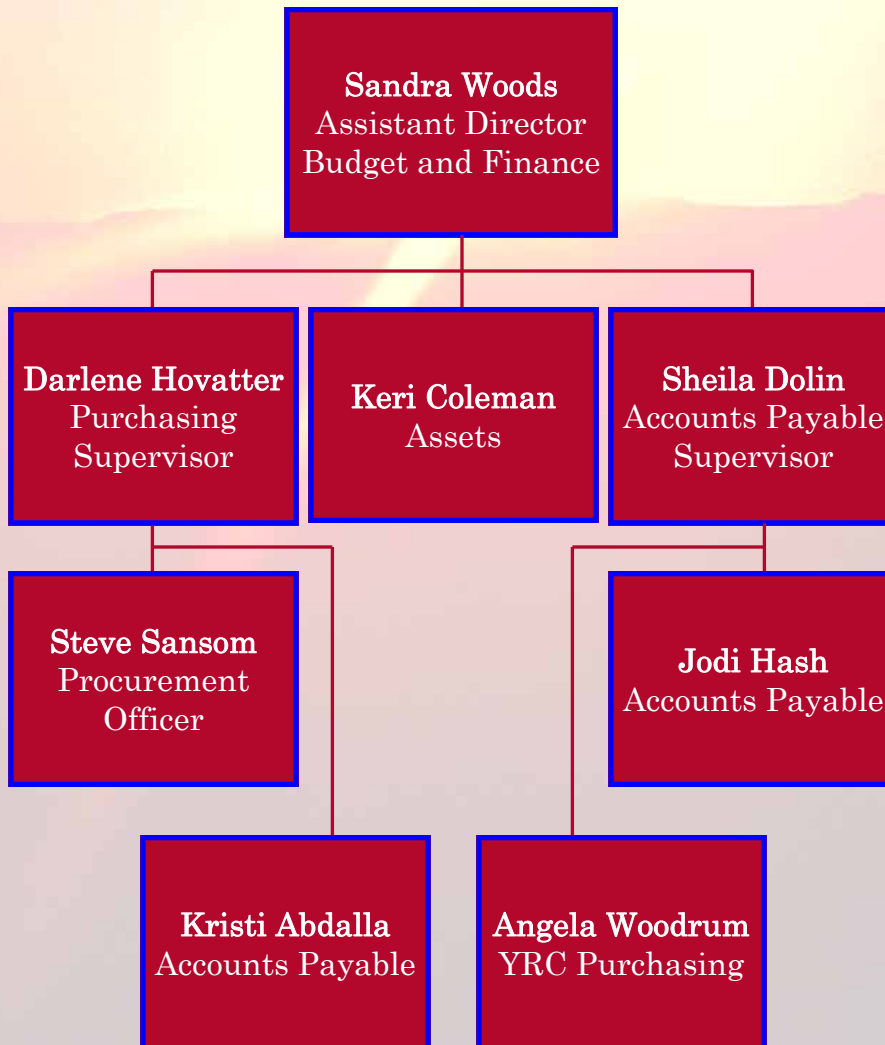 Sandra Woods
Assistant Director
Budget and Finance
Darlene Hovatter
Purchasing
Supervisor
Keri Coleman
Assets
Sheila Dolin
Accounts Payable
Supervisor
Steve Sansom
Procurement
Officer
Jodi Hash
Accounts Payable
Kristi Abdalla
Accounts Payable
Angela Woodrum
YRC Purchasing